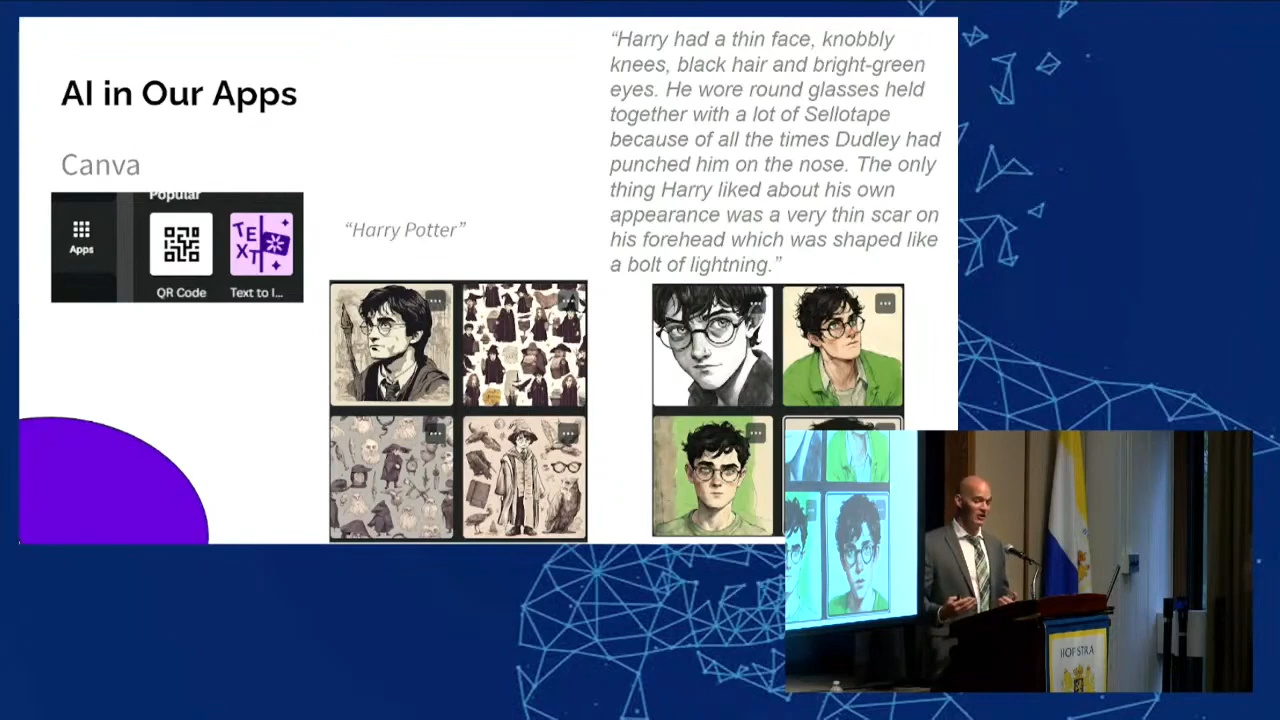 AI in Our Apps
Canva
Popular
Apps
QR Code
TEXT
Text to I...
“Harry Potter”
“Harry had a thin face, knobbly
knees, black hair and bright-green
eyes. He wore round glasses held
together with a lot of Sellotape
because of all the times Dudley had
punched him on the nose. The only
thing Harry liked about his own
appearance was a very thin scar on
his forehead which was shaped like
a bolt of lightning.”
HOFSTRA